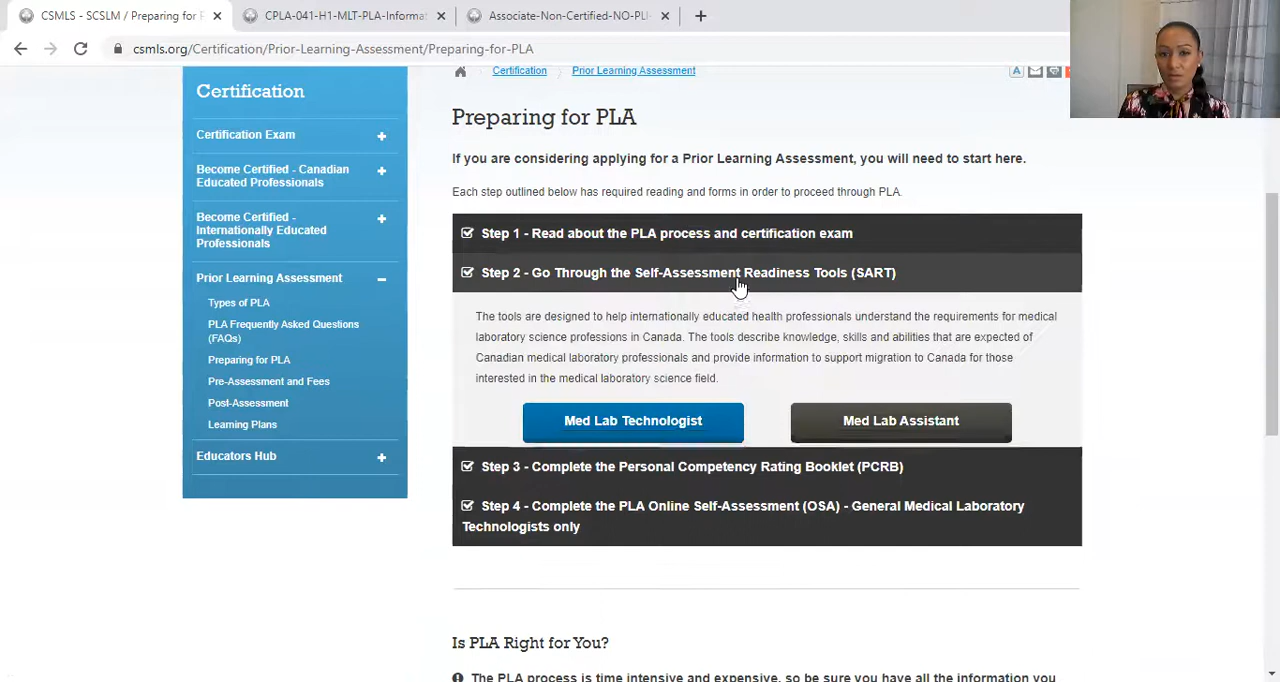 CSMLS - SCSLM / Preparing for P
CPLA-041-H1-MLT-PLA-Informat
Associate-Non-Certified-NO-PLI-
csmls.org/Certification/Prior-Learning-Assessment/Preparing-for-PLA
Certification
Prior Learning Assessment
A
Certification
Certification Exam
Become Certified - Canadian
Educated Professionals
Become Certified -
Internationally Educated
Professionals
Prior Learning Assessment
Types of PLA
PLA Frequently Asked Questions
(FAQs)
Preparing for PLA
Pre-Assessment and Fees
Post-Assessment
Learning Plans
Educators Hub
Preparing for PLA
If you are considering applying for a Prior Learning Assessment, you will need to start here.
Each step outlined below has required reading and forms in order to proceed through PLA.
Step 1 - Read about the PLA process and certification exam
Step 2 - Go Through the Self-Assessment Readiness Tools (SART)
The tools are designed to help internationally educated health professionals understand the requirements for medical
laboratory science professions in Canada. The tools describe knowledge, skills and abilities that are expected of
Canadian medical laboratory professionals and provide information to support migration to Canada for those
interested in the medical laboratory science field.
Med Lab Technologist
Med Lab Assistant
Step 3 - Complete the Personal Competency Rating Booklet (PCRB)
Step 4 - Complete the PLA Online Self-Assessment (OSA) - General Medical Laboratory
Technologists only
Is PLA Right for You?
The PLA process is time intensive and expensive, so be sure you have all the information you